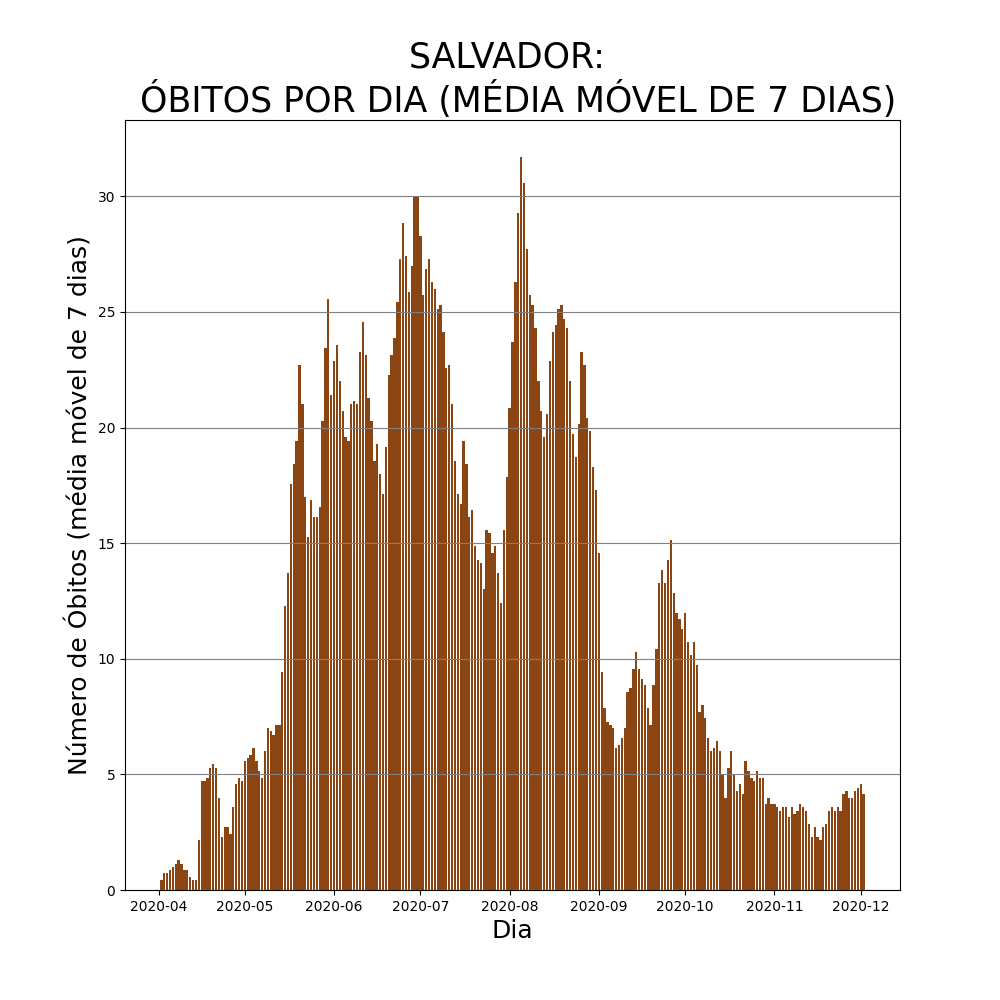 SALVADOR:
ÓBITOS POR DIA (MÉDIA MÓVEL DE 7 DIAS)
Número de Óbitos (média móvel de 7 dias)
30
25
20
15
10
5
0
2020-04 2020-05 2020-06 2020-07 2020-08 2020-09 2020-10 2020-11 2020-12
Dia